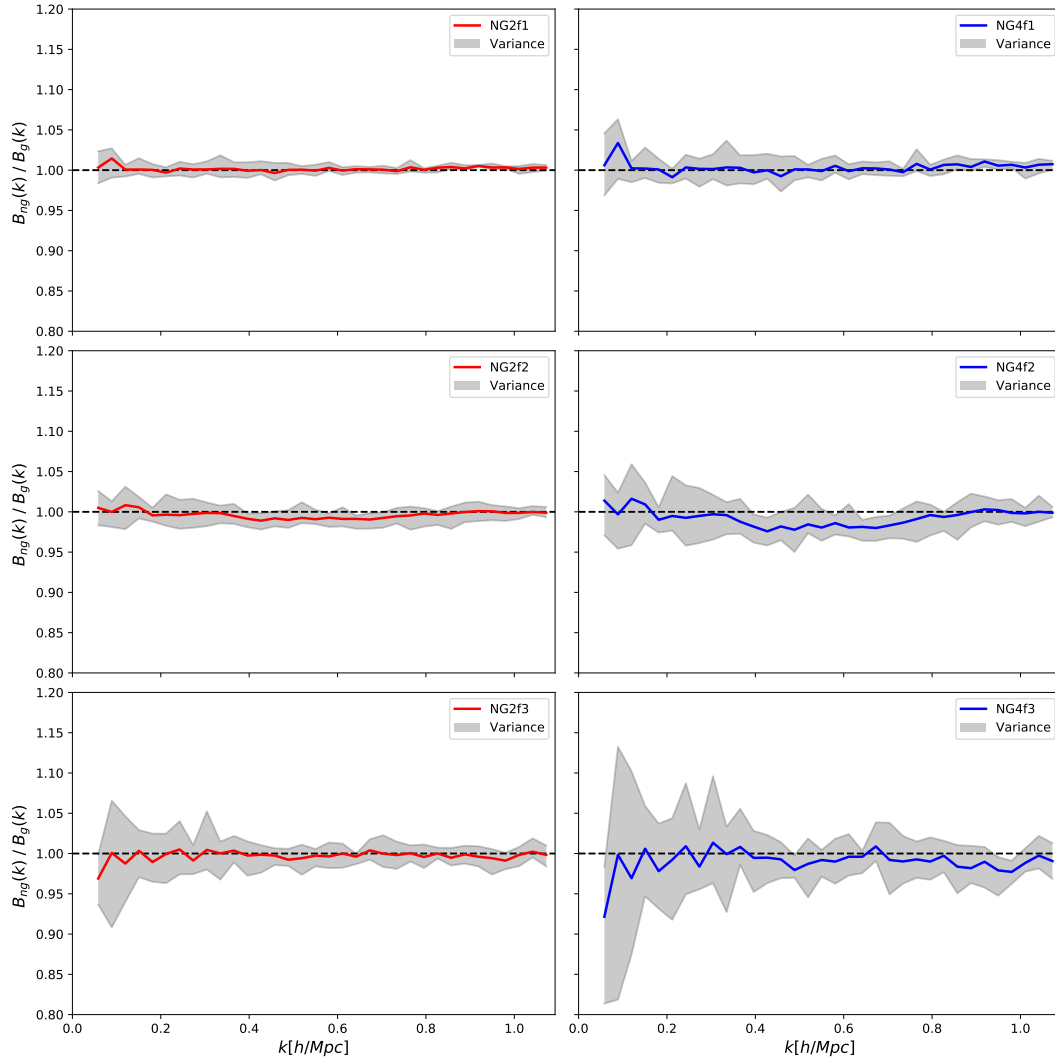 1.20
1.15
1.10
1.05
1.00
0.95
0.90
0.85
0.80
B_ng(k) / B_g(k)
NG2f1
Variance
NG4f1
Variance
1.20
1.15
1.10
1.05
1.00
0.95
0.90
0.85
0.80
B_ng(k) / B_g(k)
NG2f2
Variance
NG4f2
Variance
1.20
1.15
1.10
1.05
1.00
0.95
0.90
0.85
0.80
B_ng(k) / B_g(k)
NG2f3
Variance
NG4f3
Variance
0.0 0.2 0.4 0.6 0.8 1.0
k[h/Mpc]
0.0 0.2 0.4 0.6 0.8 1.0
k[h/Mpc]